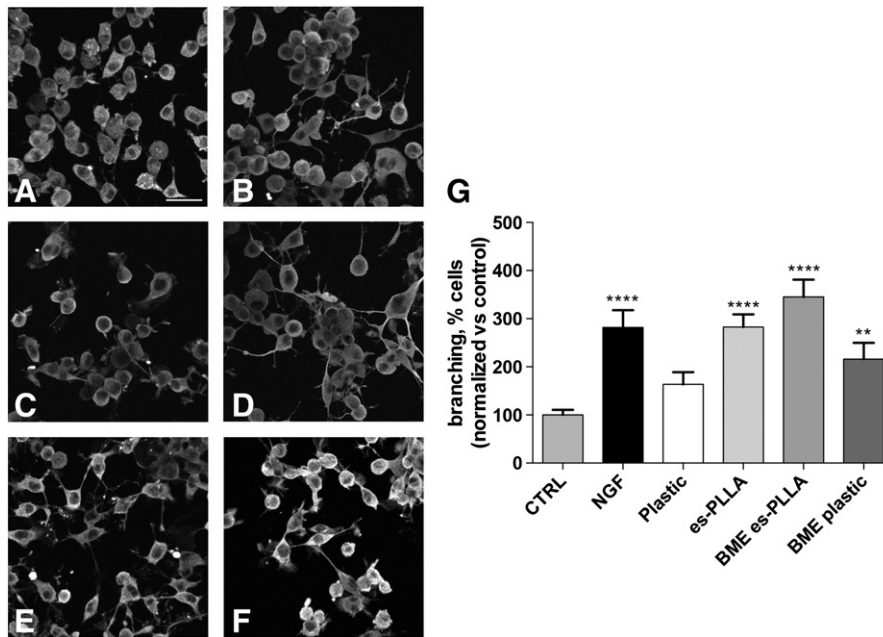 A
B
C
D
E
F
G
branching, % cells
(normalized vs control)
500
400
300
200
100
0
****
****
****
**
CTRL
NGF
Plastic
es-PLLA
BME es-PLLA
BME plastic